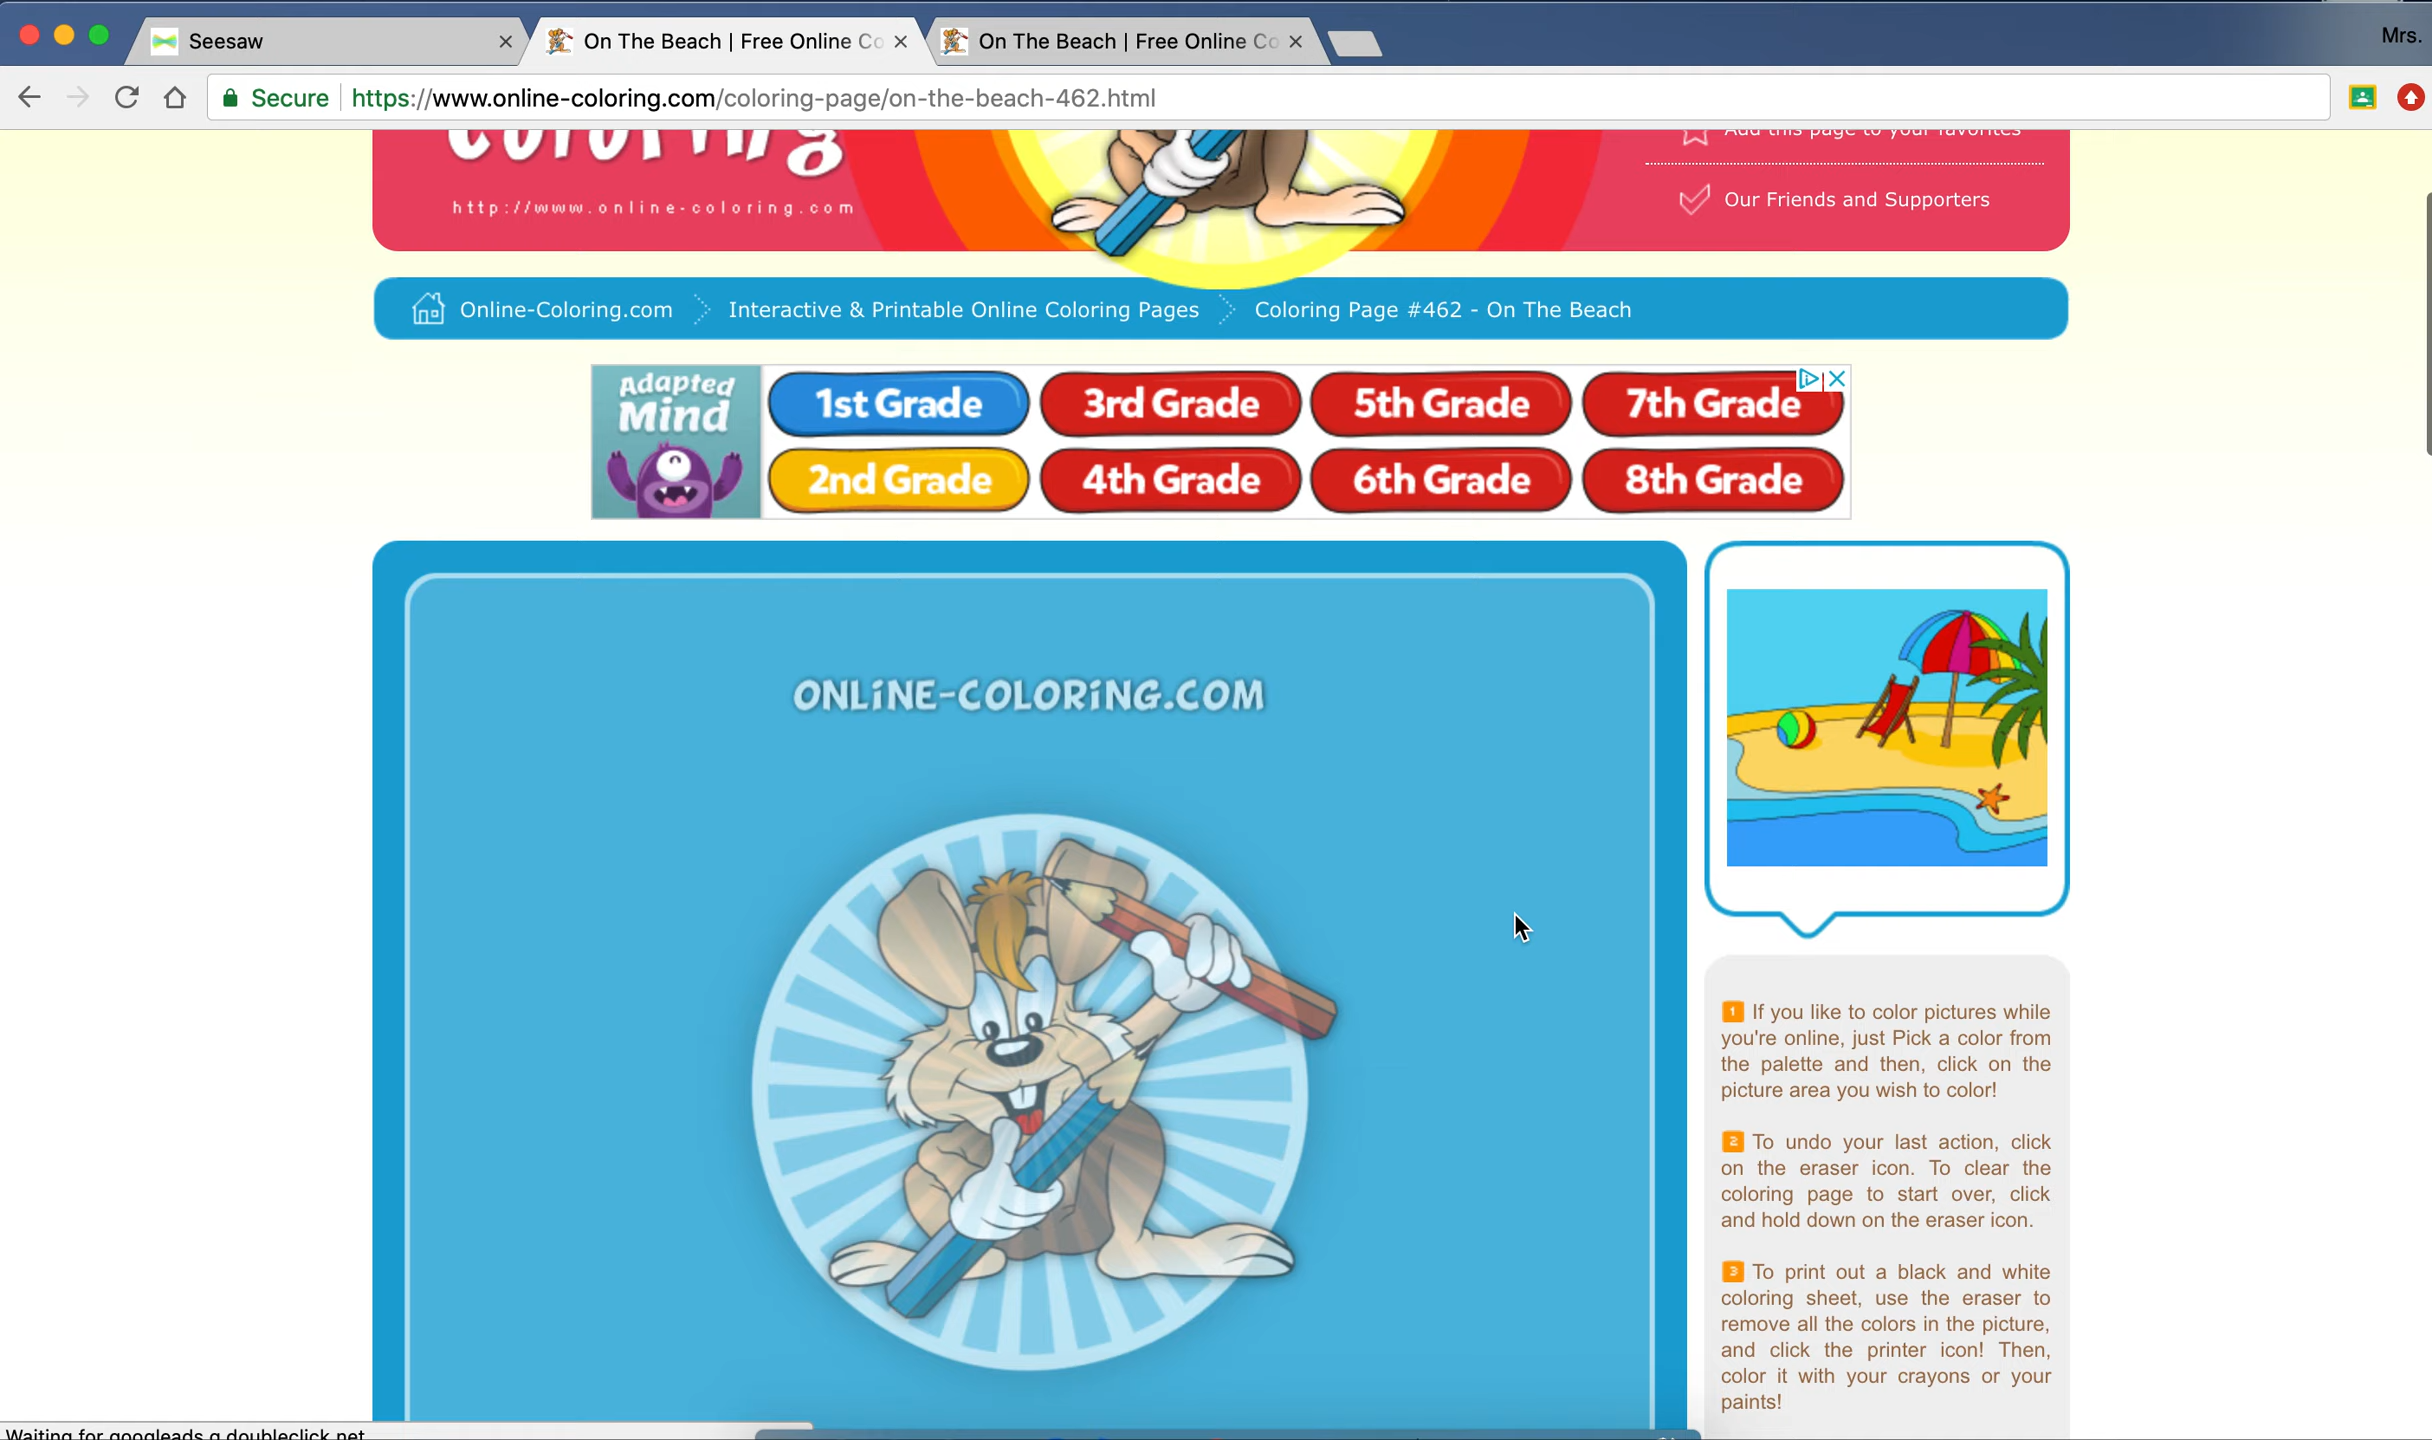 Seesaw
On The Beach | Free Online Co
On The Beach | Free Online Co
Mrs.
Secure
https://www.online-coloring.com/coloring-page/on-the-beach-462.html
Coloring
Add this page to your favorites
http://www.online-coloring.com
Our Friends and Supporters
Online-Coloring.com
Interactive & Printable Online Coloring Pages
Coloring Page #462 - On The Beach
Adapted
Mind
1st Grade
3rd Grade
5th Grade
7th Grade
2nd Grade
4th Grade
6th Grade
8th Grade
ONLiNE-COLORiNG.COM
1 If you like to color pictures while
you're online, just Pick a color from
the palette and then, click on the
picture area you wish to color!
2 To undo your last action, click
on the eraser icon. To clear the
coloring page to start over, click
and hold down on the eraser icon.
3 To print out a black and white
coloring sheet, use the eraser to
remove all the colors in the picture,
and click the printer icon! Then,
color it with your crayons or your
paints!
Waiting for googleads.g.doubleclick.net